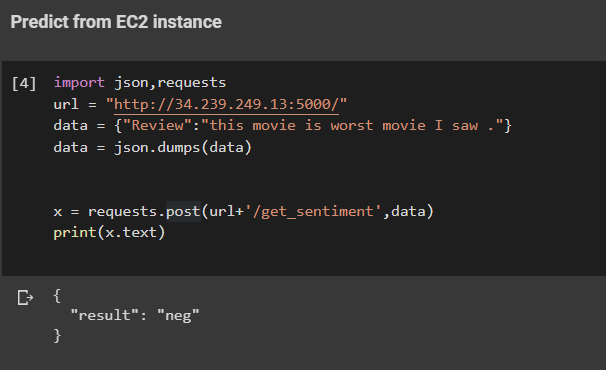 Predict from EC2 instance
[4] import json,requests
url = "http://34.239.249.13:5000/"
data = {"Review":"this movie is worst movie I saw ."}
data = json.dumps(data)
x = requests.post(url+'/get_sentiment',data)
print(x.text)
{
"result": "neg"
}